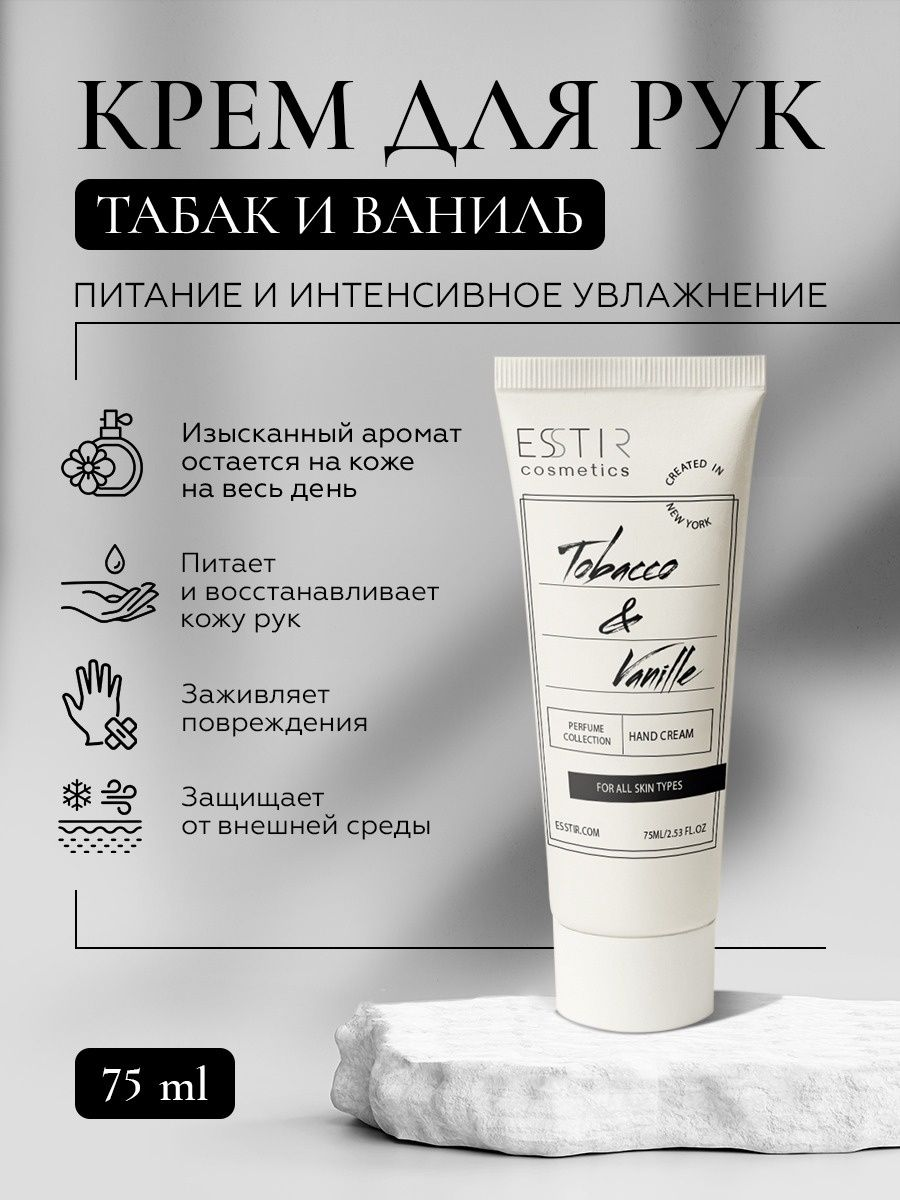 КРЕМ ДЛЯ РУК
ТАБАК И ВАНИЛЬ
ПИТАНИЕ И ИНТЕНСИВНОЕ УВЛАЖНЕНИЕ
Изысканный аромат
остается на коже
на весь день
Питает
и восстанавливает
кожу рук
Заживляет
повреждения
Защищает
от внешней среды
75 ml
ESSTIR
cosmetics
CREATED IN
NEW YORK
Tobacco
&
Vanille
PERFUME
COLLECTION
HAND CREAM
FOR ALL SKIN TYPES
ESSTIR.COM
75ML/2.53 FL.OZ